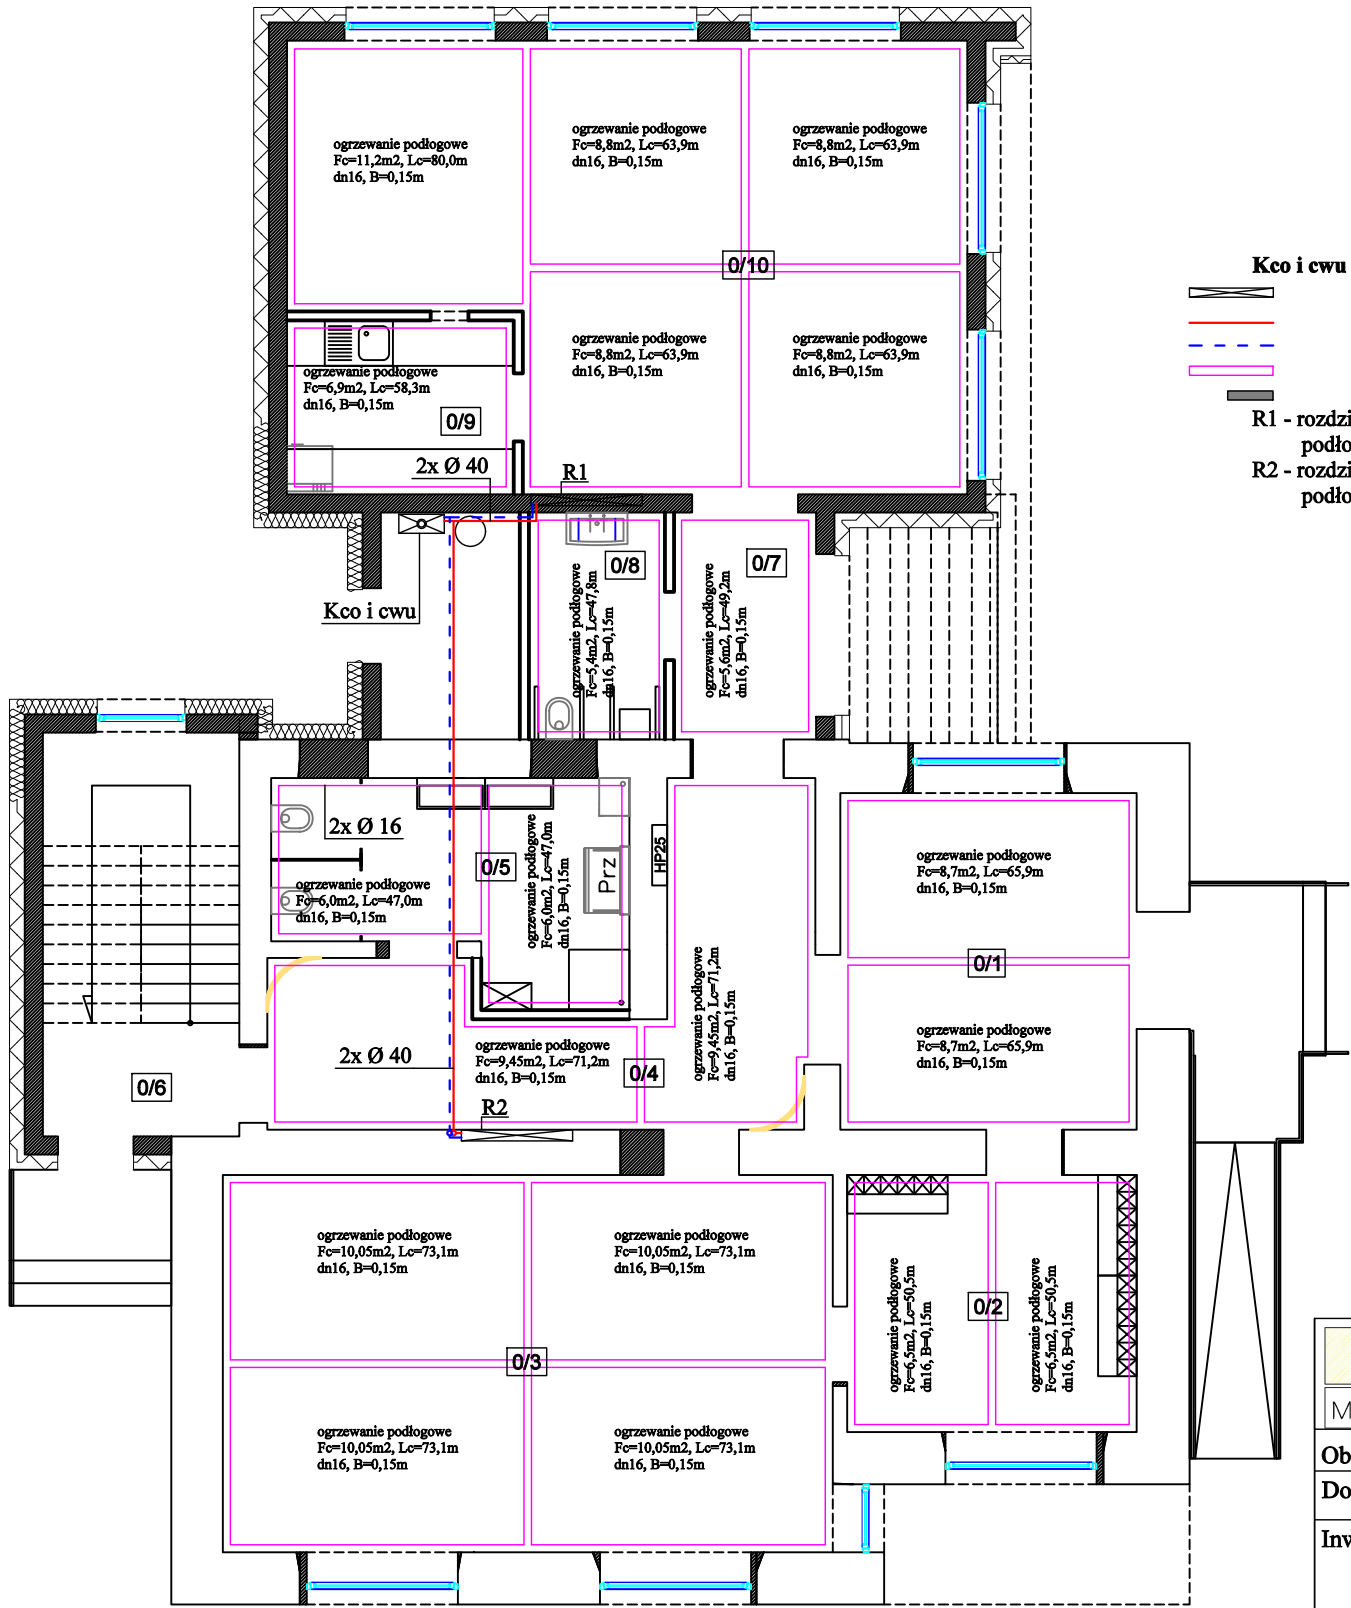 ogrzewanie podłogowe
Fc=11,2m2, Lc=80,0m
dn16, B=0,15m
ogrzewanie podłogowe
Fc=8,8m2, Lc=63,9m
dn16, B=0,15m
ogrzewanie podłogowe
Fc=8,8m2, Lc=63,9m
dn16, B=0,15m
0/10
ogrzewanie podłogowe
Fc=8,8m2, Lc=63,9m
dn16, B=0,15m
ogrzewanie podłogowe
Fc=8,8m2, Lc=63,9m
dn16, B=0,15m
ogrzewanie podłogowe
Fc=6,9m2, Lc=58,3m
dn16, B=0,15m
0/9
2x Ø 40
R1
Kco i cwu
R1 - rozdzi
podło
R2 - rozdzi
podło
Kco i cwu
0/8
ogrzewanie podłogowe
Fc=5,4m2, Lc=47,8m
dn16, B=0,15m
0/7
ogrzewanie podłogowe
Fc=5,6m2, Lc=49,2m
dn16, B=0,15m
2x Ø 16
0/5
ogrzewanie podłogowe
Fc=6,0m2, Lc=47,0m
dn16, B=0,15m
ogrzewanie podłogowe
Fc=6,0m2, Lc=47,0m
dn16, B=0,15m
Prz
HP25
ogrzewanie podłogowe
Fc=9,45m2, Lc=71,2m
dn16, B=0,15m
ogrzewanie podłogowe
Fc=8,7m2, Lc=65,9m
dn16, B=0,15m
0/1
ogrzewanie podłogowe
Fc=8,7m2, Lc=65,9m
dn16, B=0,15m
2x Ø 40
ogrzewanie podłogowe
Fc=9,45m2, Lc=71,2m
dn16, B=0,15m
0/4
0/6
R2
ogrzewanie podłogowe
Fc=10,05m2, Lc=73,1m
dn16, B=0,15m
ogrzewanie podłogowe
Fc=10,05m2, Lc=73,1m
dn16, B=0,15m
0/3
ogrzewanie podłogowe
Fc=10,05m2, Lc=73,1m
dn16, B=0,15m
ogrzewanie podłogowe
Fc=10,05m2, Lc=73,1m
dn16, B=0,15m
ogrzewanie podłogowe
Fc=6,5m2, Lc=50,5m
dn16, B=0,15m
0/2
ogrzewanie podłogowe
Fc=6,5m2, Lc=50,5m
dn16, B=0,15m
M
Ob
Do
Inw